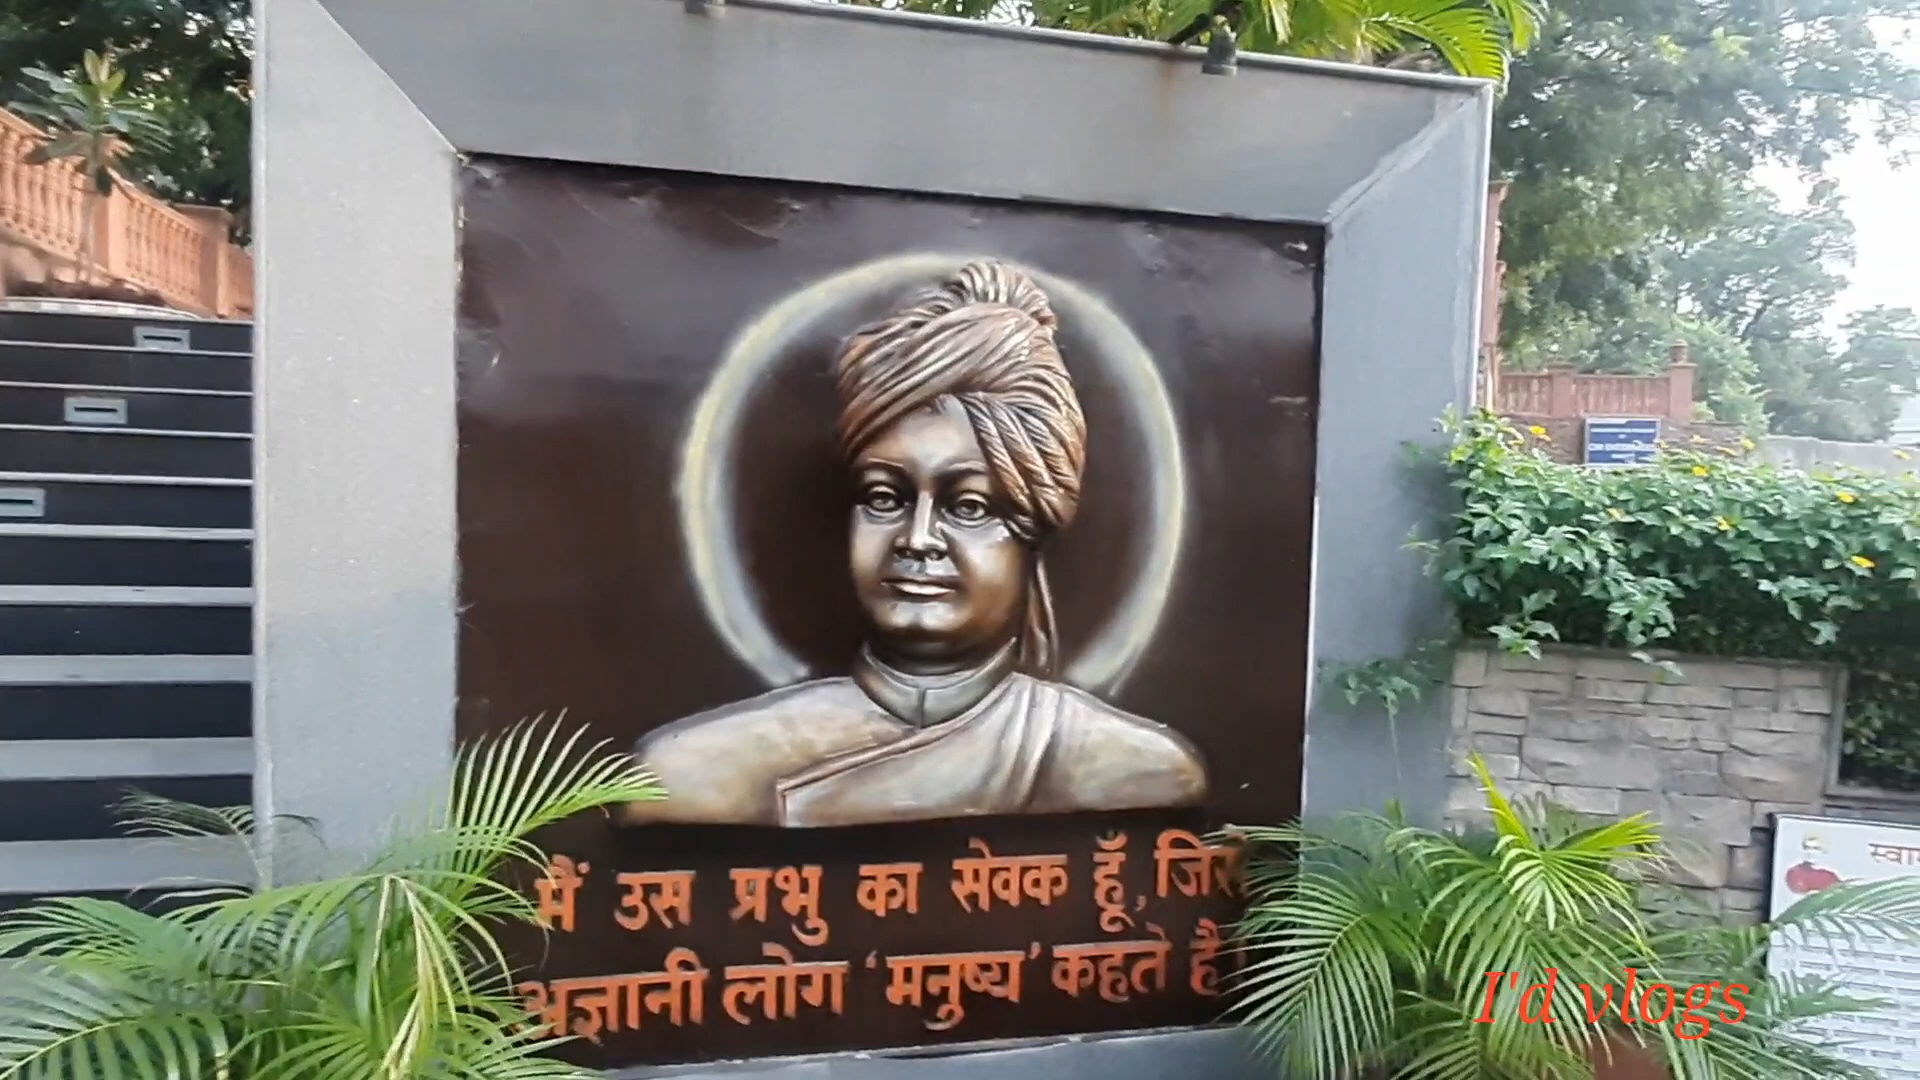 मैं उस प्रभु का सेवक हूँ, जिसे
अज्ञानी लोग 'मनुष्य' कहते है।
स्वा
I'd vlogs